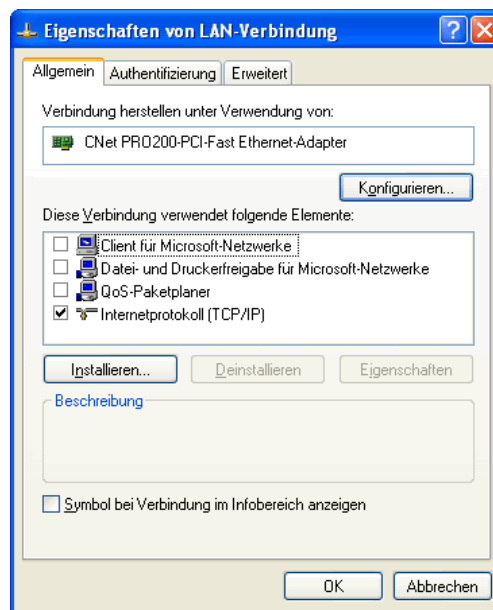 Eigenschaften von LAN-Verbindung
Allgemein Authentifizierung Erweitert
Verbindung herstellen unter Verwendung von:
CNet PRO200-PCI-Fast Ethernet-Adapter
Konfigurieren...
Diese Verbindung verwendet folgende Elemente:
Client für Microsoft-Netzwerke
Datei- und Druckerfreigabe für Microsoft-Netzwerke
QoS-Paketplaner
Internetprotokoll (TCP/IP)
Installieren... Deinstallieren Eigenschaften
Beschreibung
Symbol bei Verbindung im Infobereich anzeigen
OK Abbrechen